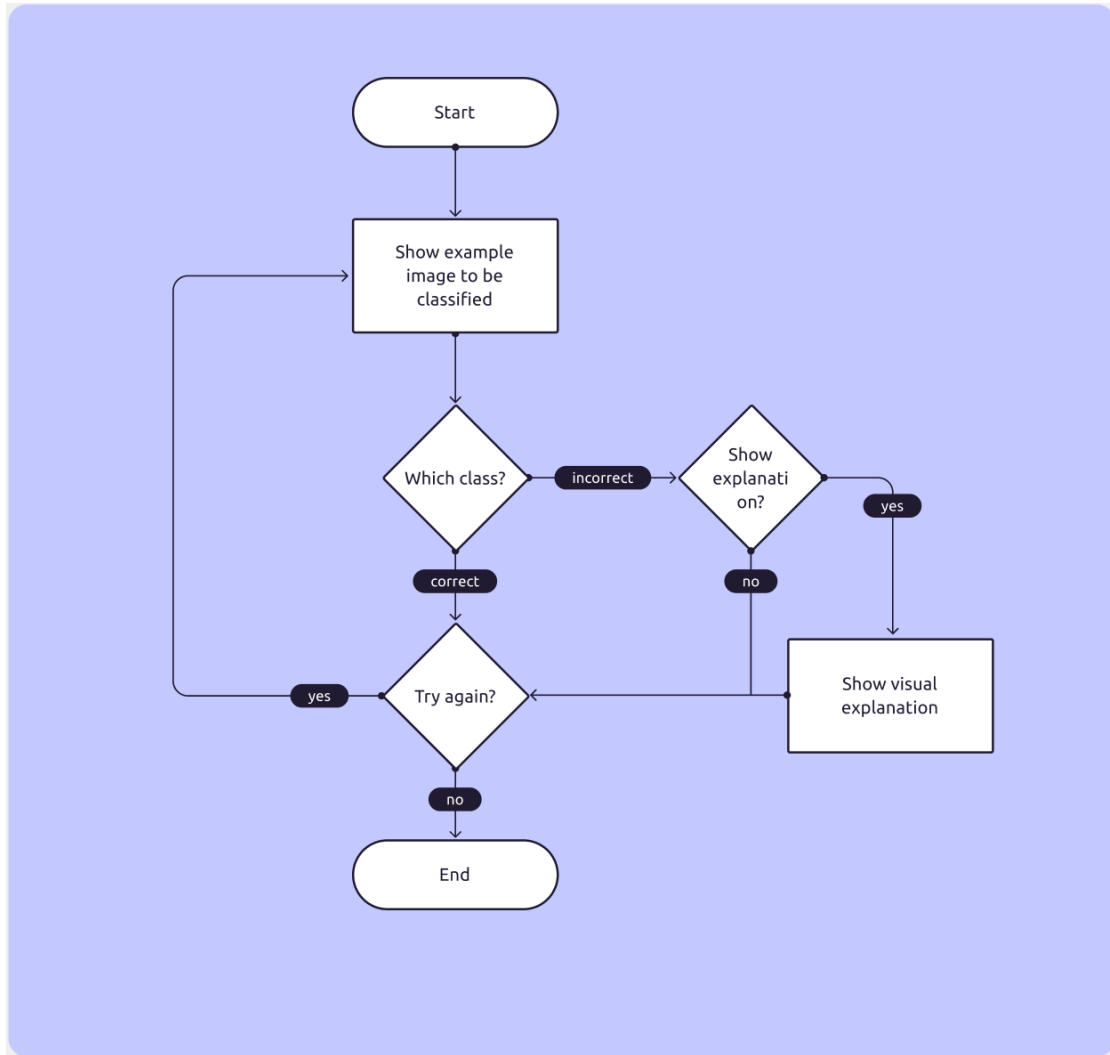 Start
Show example
image to be
classified
Which class?
incorrect
Show
explanati
on?
yes
correct
no
Try again?
yes
Show visual
explanation
no
End